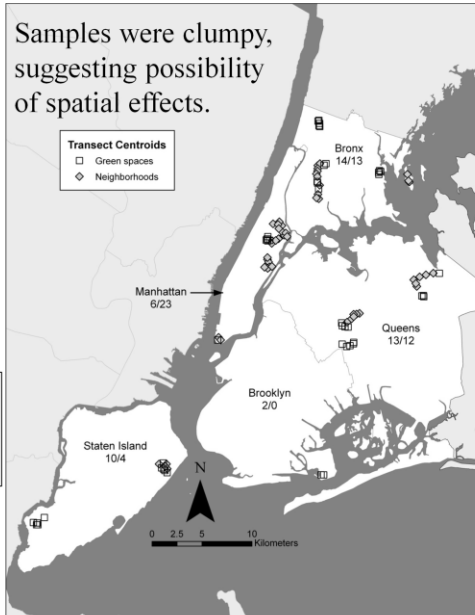 Samples were clumpy,
suggesting possibility
of spatial effects.
Transect Centroids
Green spaces
Neighborhoods
Bronx
14/13
Manhattan
6/23
Queens
13/12
Brooklyn
2/0
Staten Island
10/4
N
0 2.5 5 10
Kilometers